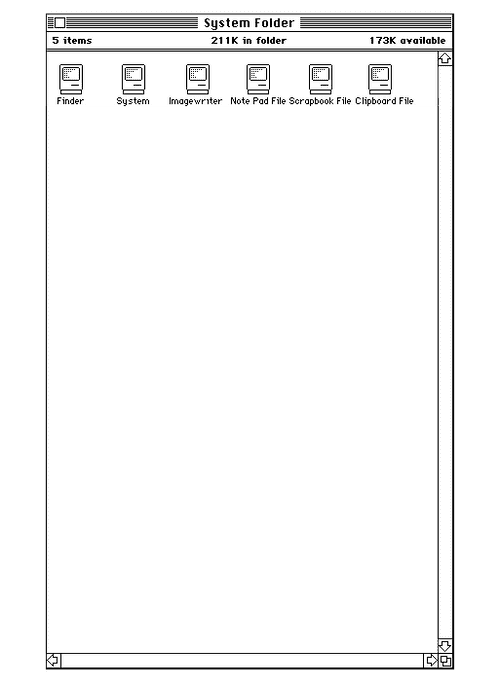 System Folder
5 items 211K in folder 173K available
Finder System Imagewriter Note Pad File Scrapbook File Clipboard File